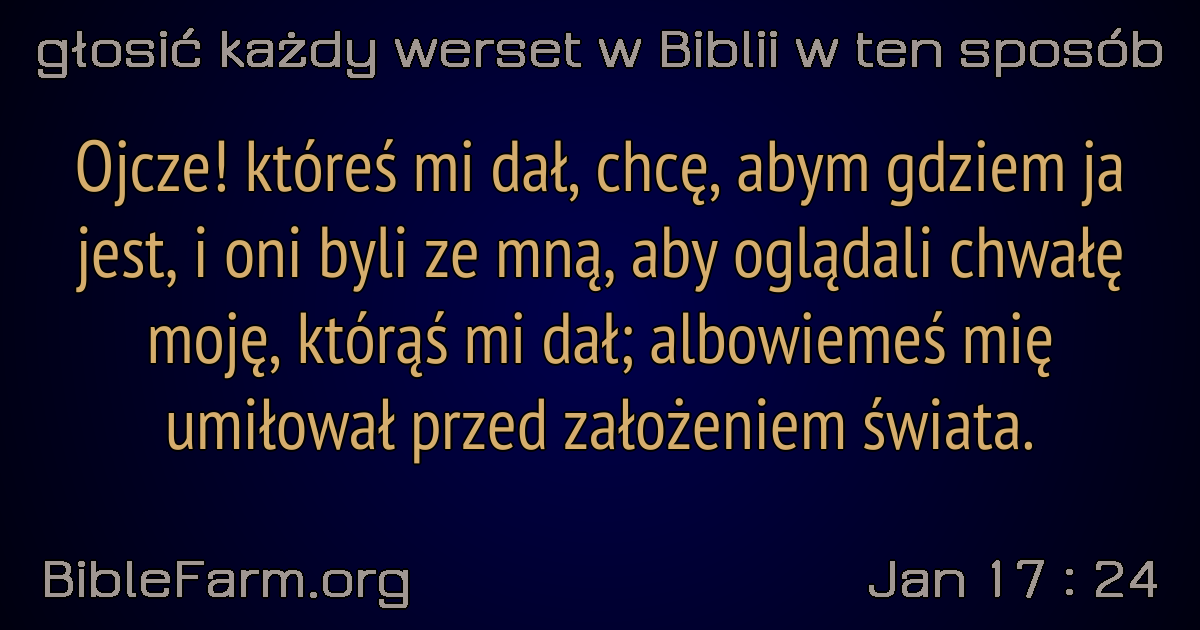 głosić każdy werset w Biblii w ten sposób
Ojcze! któreś mi dał, chcę, abym gdziem ja
jest, i oni byli ze mną, aby oglądali chwałę
moję, którąś mi dał; albowiemeś mię
umiłował przed założeniem świata.
BibleFarm.org
Jan 17 : 24